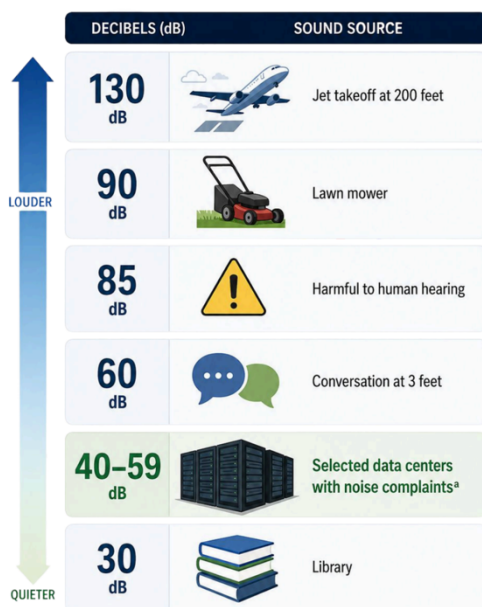 DECIBELS (dB) SOUND SOURCE
130
dB
Jet takeoff at 200 feet
90
dB
Lawn mower
LOUDER
85
dB
Harmful to human hearing
60
dB
Conversation at 3 feet
40–59
dB
Selected data centers
with noise complaintsᵃ
30
dB
Library
QUIETER